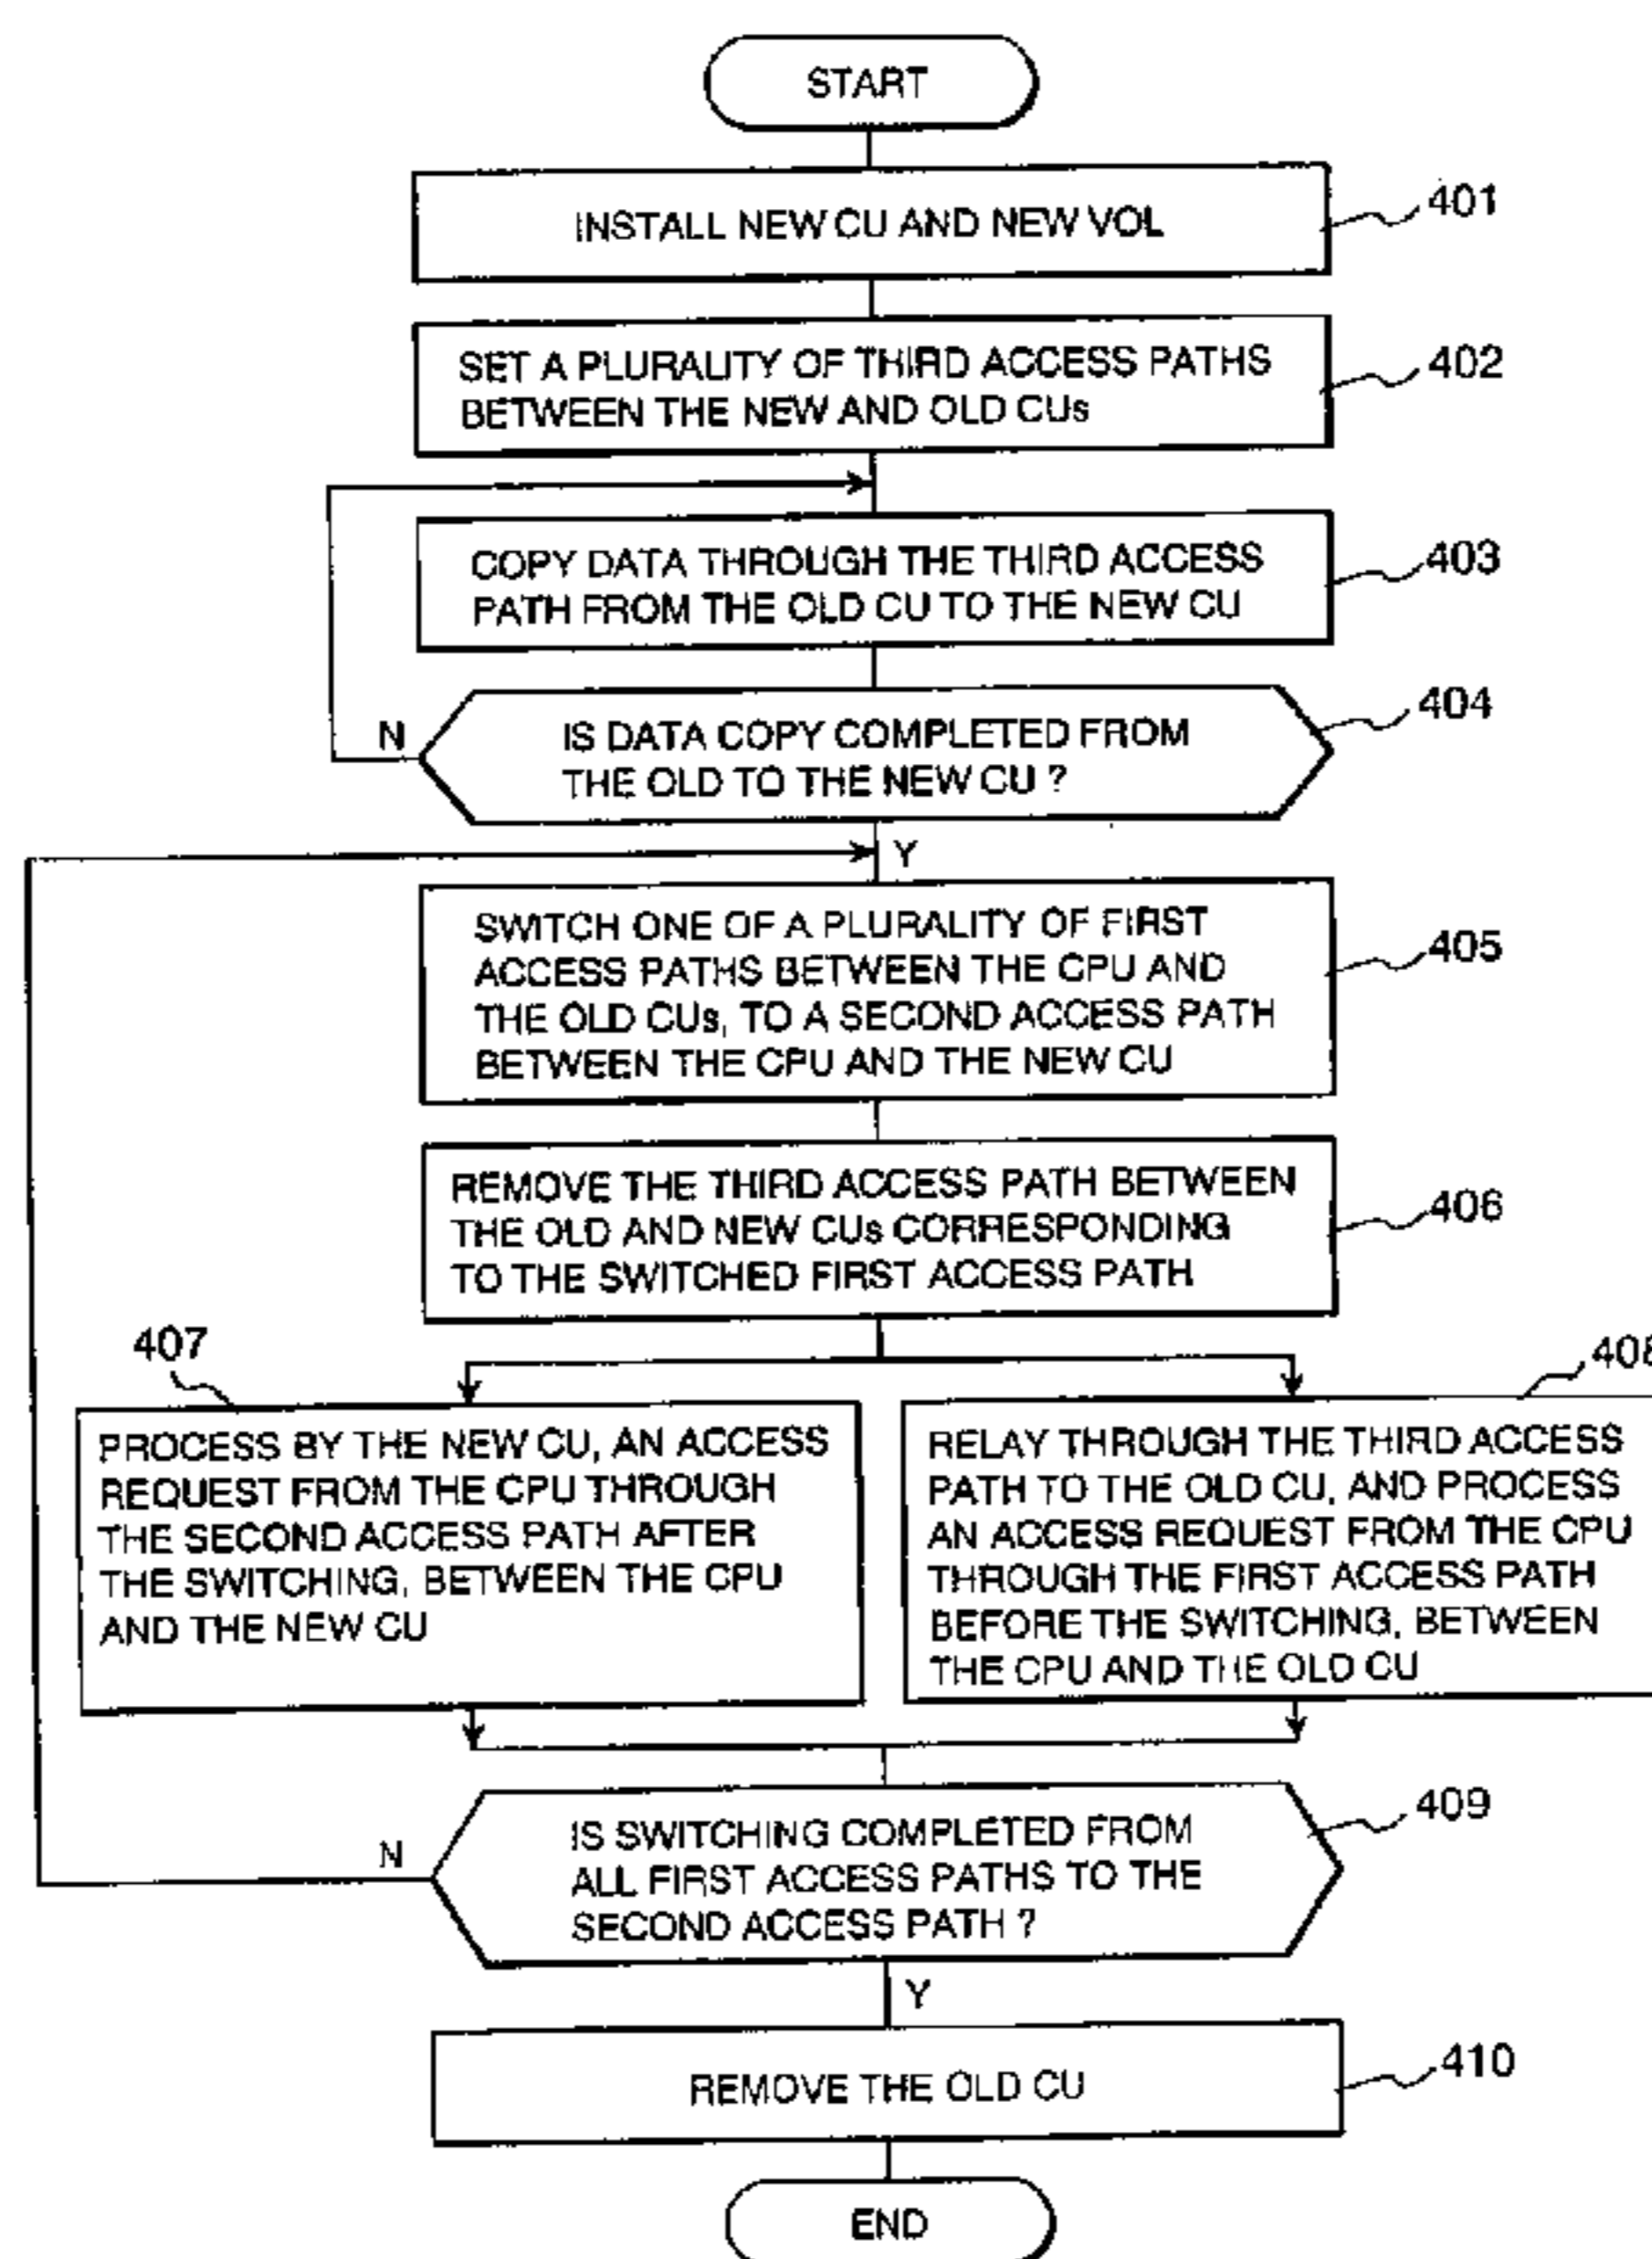 START
INSTALL NEW CU AND NEW VOL
401
SET A PLURALITY OF THIRD ACCESS PATHS
BETWEEN THE NEW AND OLD CUs
402
COPY DATA THROUGH THE THIRD ACCESS
PATH FROM THE OLD CU TO THE NEW CU
403
IS DATA COPY COMPLETED FROM
THE OLD TO THE NEW CU ?
404
N
Y
SWITCH ONE OF A PLURALITY OF FIRST
ACCESS PATHS BETWEEN THE CPU AND
THE OLD CUs, TO A SECOND ACCESS PATH
BETWEEN THE CPU AND THE NEW CU
405
REMOVE THE THIRD ACCESS PATH BETWEEN
THE OLD AND NEW CUs CORRESPONDING
TO THE SWITCHED FIRST ACCESS PATH
406
407
PROCESS BY THE NEW CU, AN ACCESS
REQUEST FROM THE CPU THROUGH
THE SECOND ACCESS PATH AFTER
THE SWITCHING, BETWEEN THE CPU
AND THE NEW CU
408
RELAY THROUGH THE THIRD ACCESS
PATH TO THE OLD CU, AND PROCESS
AN ACCESS REQUEST FROM THE CPU
THROUGH THE FIRST ACCESS PATH
BEFORE THE SWITCHING, BETWEEN
THE CPU AND THE OLD CU
IS SWITCHING COMPLETED FROM
ALL FIRST ACCESS PATHS TO THE
SECOND ACCESS PATH ?
409
N
Y
REMOVE THE OLD CU
410
END